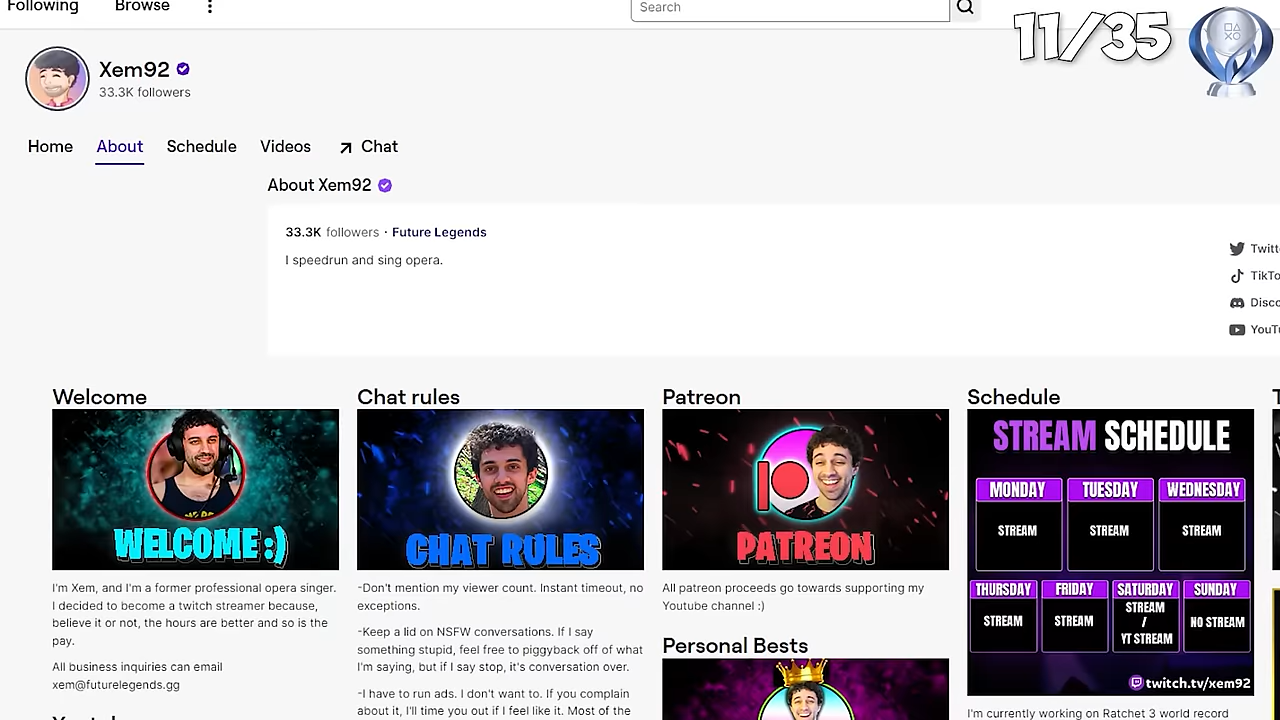 Following
Browse
Search
11/35
Xem92
33.3K followers
Home
About
Schedule
Videos
Chat
About Xem92
33.3K followers · Future Legends
I speedrun and sing opera.
Welcome
WELCOME :)
I'm Xem, and I'm a former professional opera singer.
I decided to become a twitch streamer because,
believe it or not, the hours are better and so is the
pay.
All business inquiries can email
xem@futurelegends.gg
Chat rules
CHAT RULES
-Don't mention my viewer count. Instant timeout, no
exceptions.
-Keep a lid on NSFW conversations. If I say
something stupid, feel free to piggyback off of what
I'm saying, but if I say stop, it's conversation over.
-I have to run ads. I don't want to. If you complain
about it, I'll time you out if I feel like it. Most of the
Patreon
PATREON
All patreon proceeds go towards supporting my
Youtube channel :)
Personal Bests
Schedule
STREAM SCHEDULE
MONDAY
STREAM
TUESDAY
STREAM
WEDNESDAY
STREAM
THURSDAY
STREAM
FRIDAY
STREAM
SATURDAY
STREAM
/
YT STREAM
SUNDAY
NO STREAM
twitch.tv/xem92
I'm currently working on Ratchet 3 world record